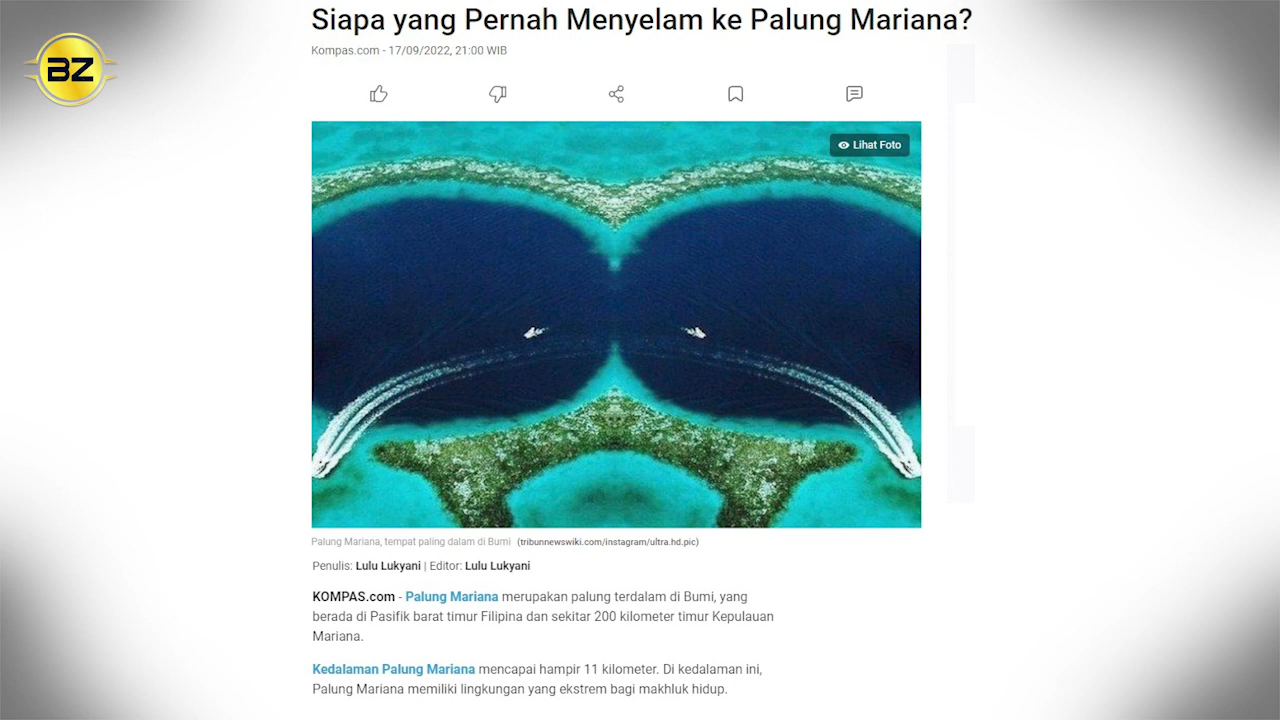 Siapa yang Pernah Menyelam ke Palung Mariana?
BZ
Kompas.com - 17/09/2022, 21:00 WIB
Lihat Foto
Palung Mariana, tempat paling dalam di Bumi (tribunnewswiki.com/instagram/ultra.hd.pic)
Penulis: Lulu Lukyani | Editor: Lulu Lukyani
KOMPAS.com - Palung Mariana merupakan palung terdalam di Bumi, yang
berada di Pasifik barat timur Filipina dan sekitar 200 kilometer timur Kepulauan
Mariana.
Kedalaman Palung Mariana mencapai hampir 11 kilometer. Di kedalaman ini,
Palung Mariana memiliki lingkungan yang ekstrem bagi makhluk hidup.